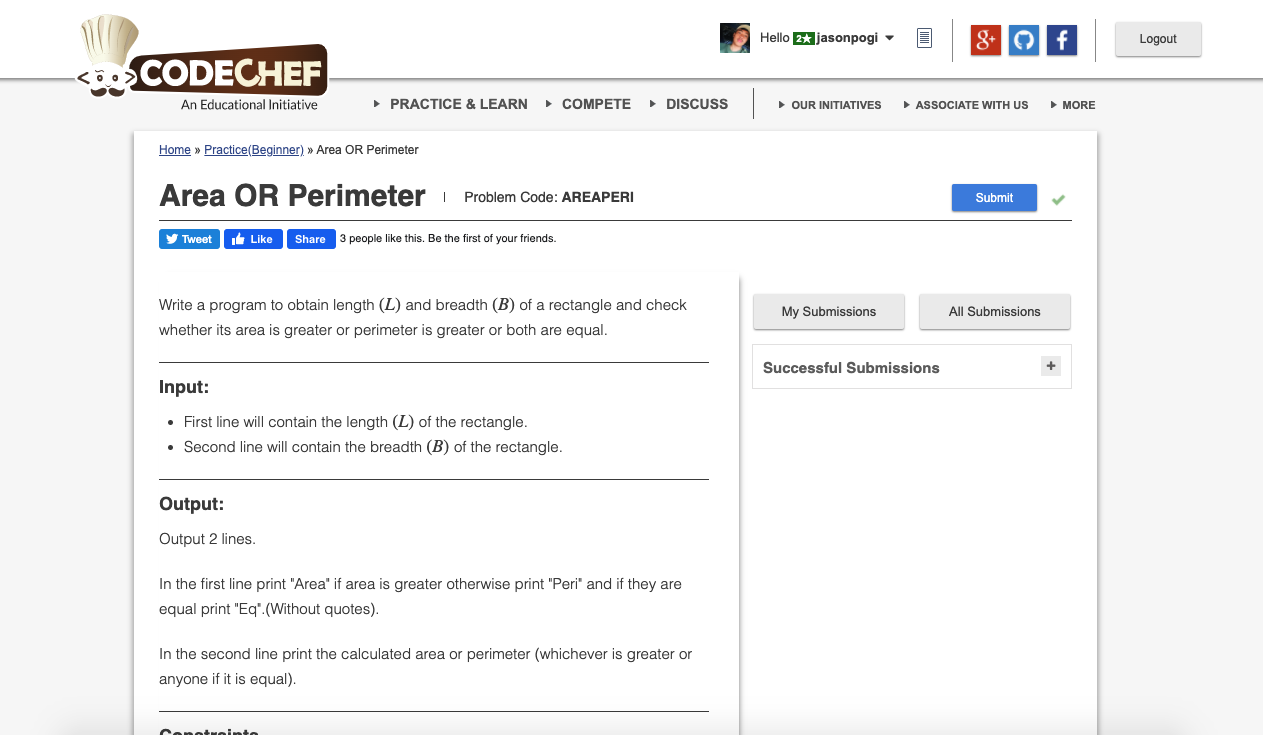 CODECHEF
An Educational Initiative
Hello 2★ jasonpogi
g+
f
Logout
PRACTICE & LEARN COMPETE DISCUSS OUR INITIATIVES ASSOCIATE WITH US MORE
Home » Practice(Beginner) » Area OR Perimeter
Area OR Perimeter | Problem Code: AREAPERI
Submit
Tweet Like Share 3 people like this. Be the first of your friends.
Write a program to obtain length (L) and breadth (B) of a rectangle and check
whether its area is greater or perimeter is greater or both are equal.
Input:
• First line will contain the length (L) of the rectangle.
• Second line will contain the breadth (B) of the rectangle.
Output:
Output 2 lines.
In the first line print "Area" if area is greater otherwise print "Peri" and if they are
equal print "Eq".(Without quotes).
In the second line print the calculated area or perimeter (whichever is greater or
anyone if it is equal).
Constraints
My Submissions
All Submissions
Successful Submissions +